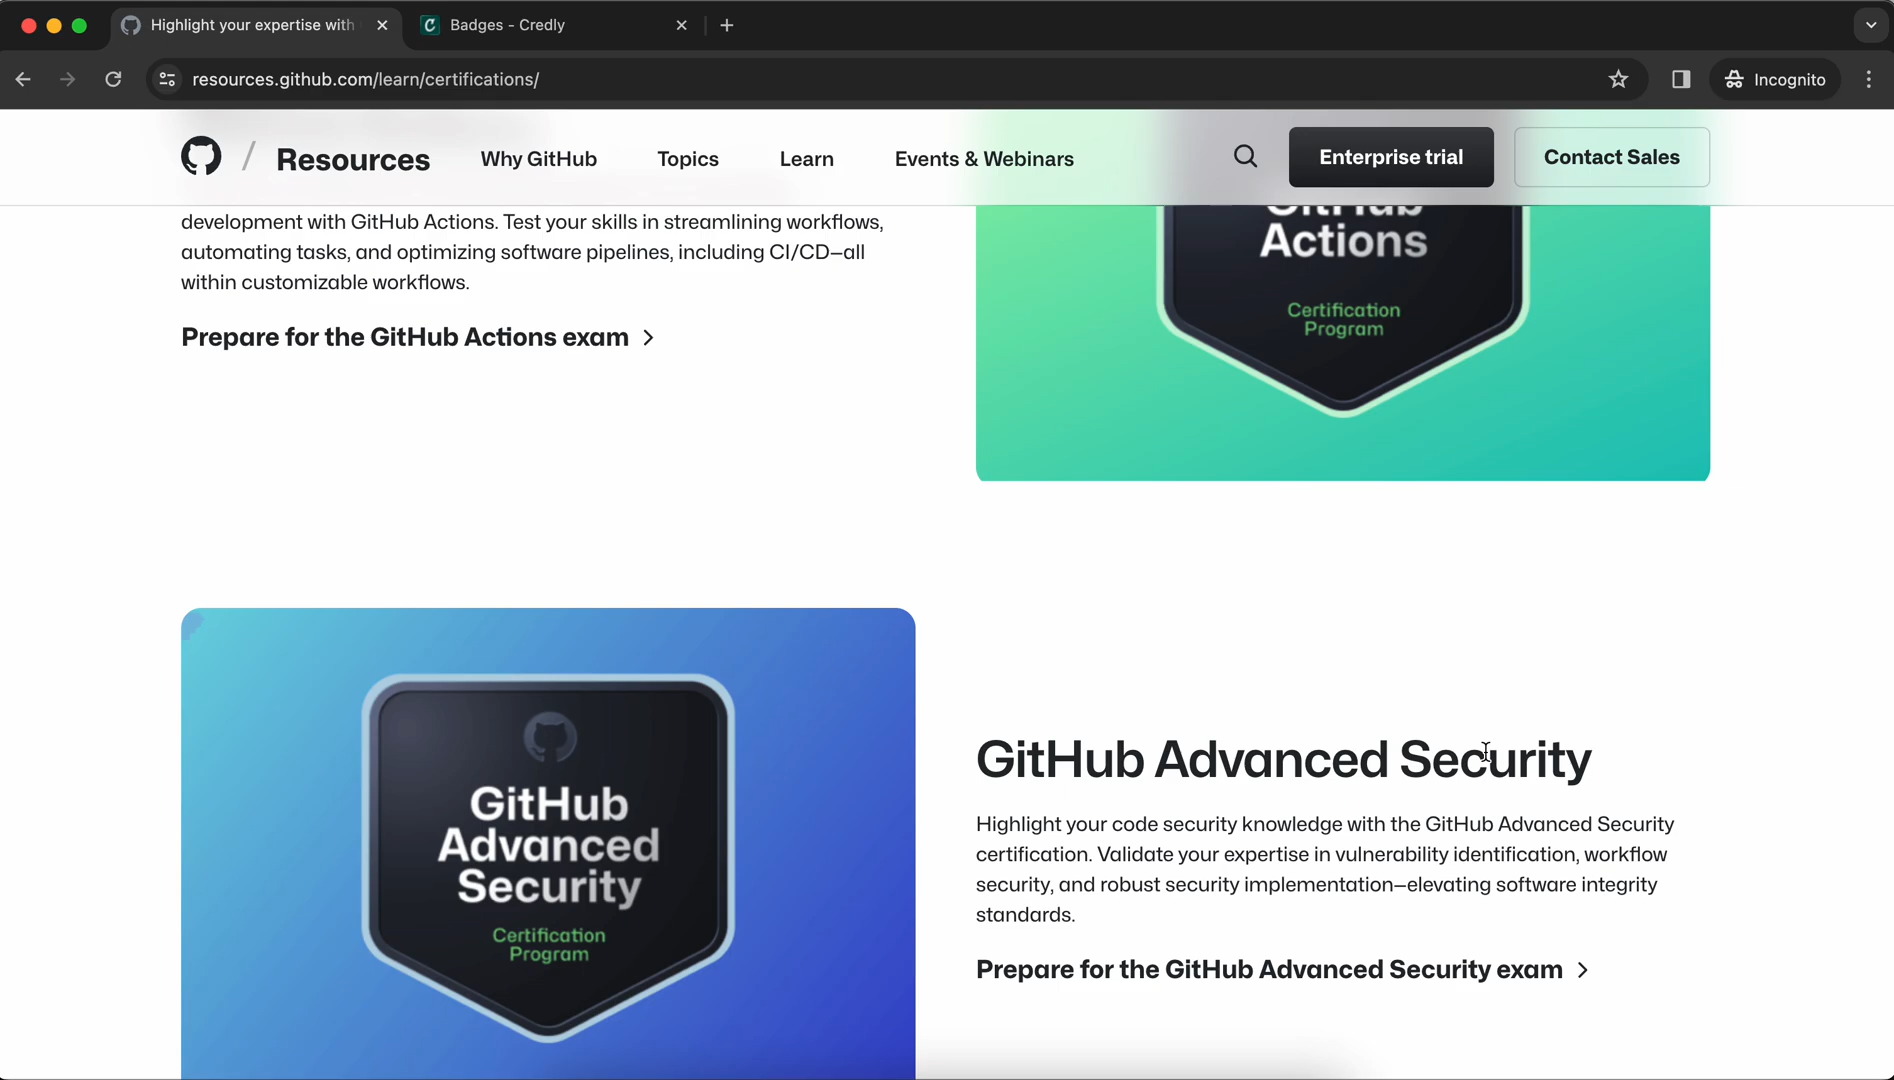 Highlight your expertise with
Badges - Credly
resources.github.com/learn/certifications/
Incognito
/ Resources
Why GitHub
Topics
Learn
Events & Webinars
Enterprise trial
Contact Sales
development with GitHub Actions. Test your skills in streamlining workflows,
automating tasks, and optimizing software pipelines, including CI/CD—all
within customizable workflows.
Prepare for the GitHub Actions exam
GitHub
Actions
Certification
Program
GitHub
Advanced
Security
Certification
Program
GitHub Advanced Security
Highlight your code security knowledge with the GitHub Advanced Security
certification. Validate your expertise in vulnerability identification, workflow
security, and robust security implementation—elevating software integrity
standards.
Prepare for the GitHub Advanced Security exam